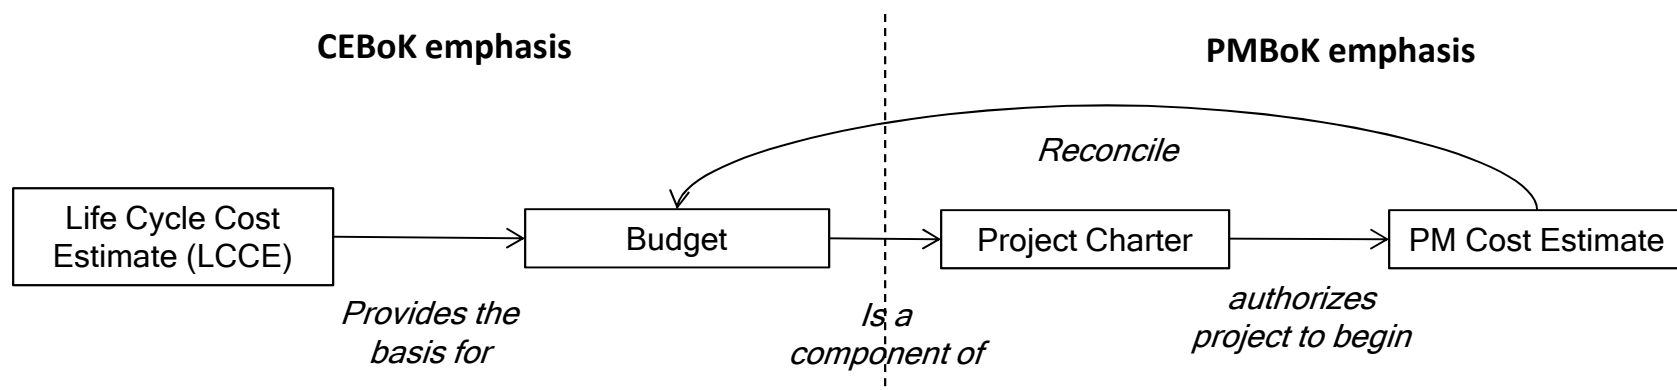 CEBoK emphasis
PMBoK emphasis
Reconcile
Life Cycle Cost
Estimate (LCCE)
Budget
Project Charter
PM Cost Estimate
Provides the
basis for
Is a
component of
authorizes
project to begin